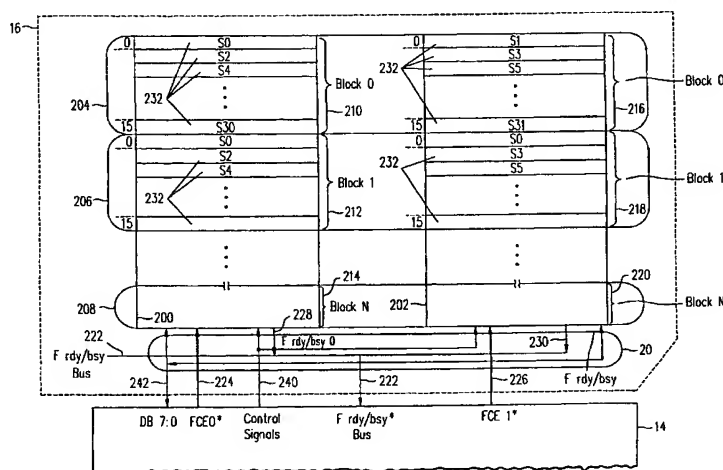 16
0 S0 0 S1
S2 S3
232 S4 232 S5
Block 0 Block 0
204 210 216
15 S30 15 S31
0 S0 0 S0
S2 232 S3
S4 S5
232 Block 1 Block 1
206 212 218
15 15
214 220
208 Block N Block N
200 228 202
F rdy/bsy 0 230 20
222
F rdy/bsy F rdy/bsy
Bus
242 224 240 222 226
DB 7:0 FCE0* Control F rdy/bsy* FCE 1* 14
Signals Bus